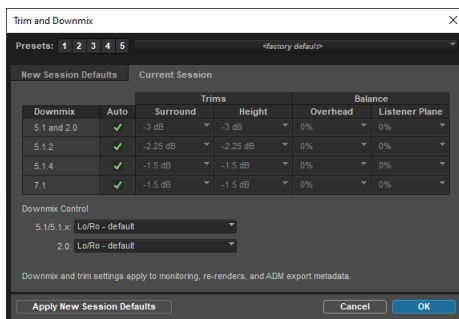 Trim and Downmix
Presets: 1 2 3 4 5 <factory default>
New Session Defaults Current Session
Trims Balance
Downmix Auto Surround Height Overhead Listener Plane
5.1 and 2.0 -3 dB -3 dB 0% 0%
5.1.2 -2.25 dB -2.25 dB 0% 0%
5.1.4 -1.5 dB -1.5 dB 0% 0%
7.1 -1.5 dB -1.5 dB 0% 0%
Downmix Control
5.1/5.1.x: Lo/Ro - default
2.0: Lo/Ro - default
Downmix and trim settings apply to monitoring, re-renders, and ADM export metadata.
Apply New Session Defaults Cancel OK